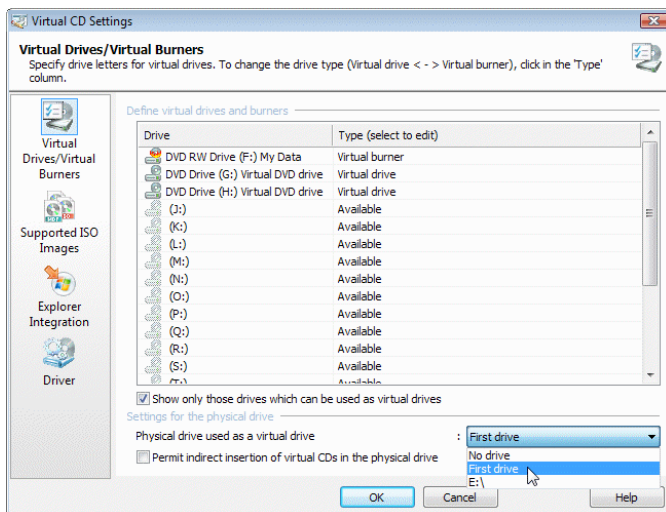 Virtual CD Settings
Virtual Drives/Virtual Burners
Specify drive letters for virtual drives. To change the drive type (Virtual drive < - > Virtual burner), click in the 'Type'
column.
Virtual
Drives/Virtual
Burners
Supported ISO
Images
Explorer
Integration
Driver
Define virtual drives and burners
Drive Type (select to edit)
DVD RW Drive (F:) My Data Virtual burner
DVD Drive (G:) Virtual DVD drive Virtual drive
DVD Drive (H:) Virtual DVD drive Virtual drive
(J:) Available
(K:) Available
(L:) Available
(M:) Available
(N:) Available
(O:) Available
(P:) Available
(Q:) Available
(R:) Available
(S:) Available
(T:) Available
Show only those drives which can be used as virtual drives
Settings for the physical drive
Physical drive used as a virtual drive : First drive
No drive
First drive
E:\
Permit indirect insertion of virtual CDs in the physical drive
OK Cancel Help